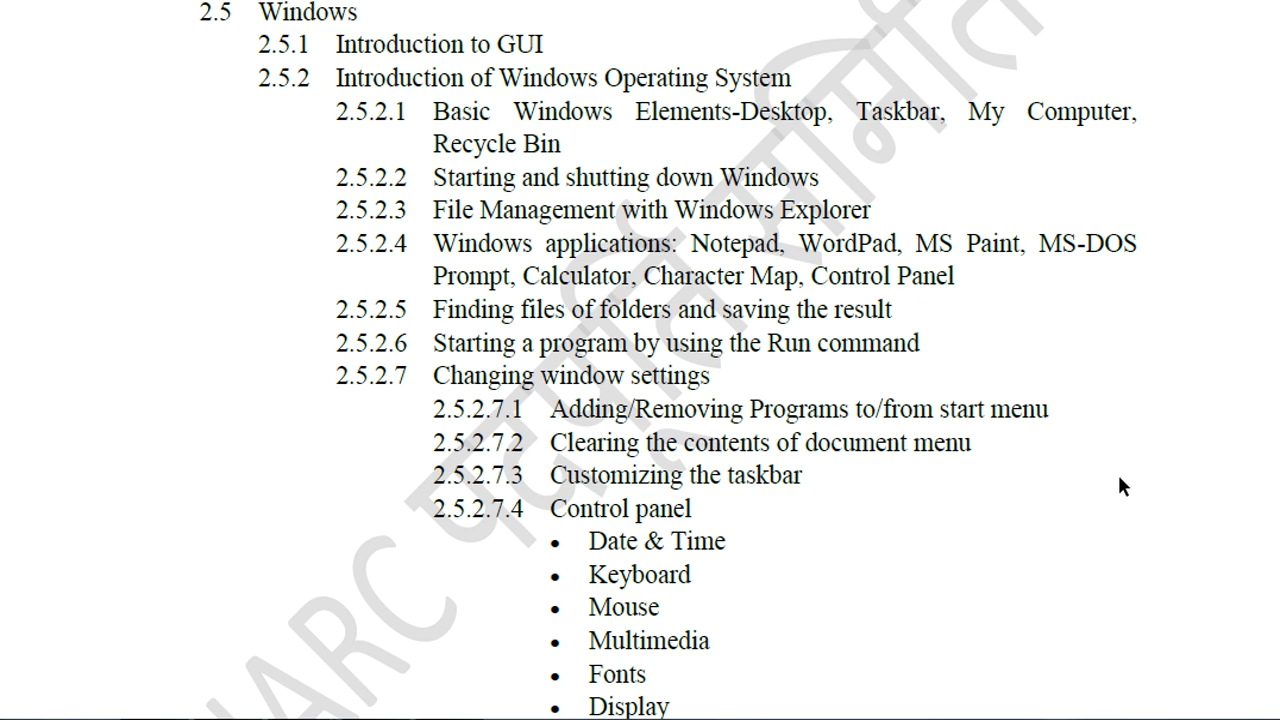 2.5 Windows
2.5.1 Introduction to GUI
2.5.2 Introduction of Windows Operating System
2.5.2.1 Basic Windows Elements-Desktop, Taskbar, My Computer,
Recycle Bin
2.5.2.2 Starting and shutting down Windows
2.5.2.3 File Management with Windows Explorer
2.5.2.4 Windows applications: Notepad, WordPad, MS Paint, MS-DOS
Prompt, Calculator, Character Map, Control Panel
2.5.2.5 Finding files of folders and saving the result
2.5.2.6 Starting a program by using the Run command
2.5.2.7 Changing window settings
2.5.2.7.1 Adding/Removing Programs to/from start menu
2.5.2.7.2 Clearing the contents of document menu
2.5.2.7.3 Customizing the taskbar
2.5.2.7.4 Control panel
• Date & Time
• Keyboard
• Mouse
• Multimedia
• Fonts
• Display
NARC पदपूर्ति समिति